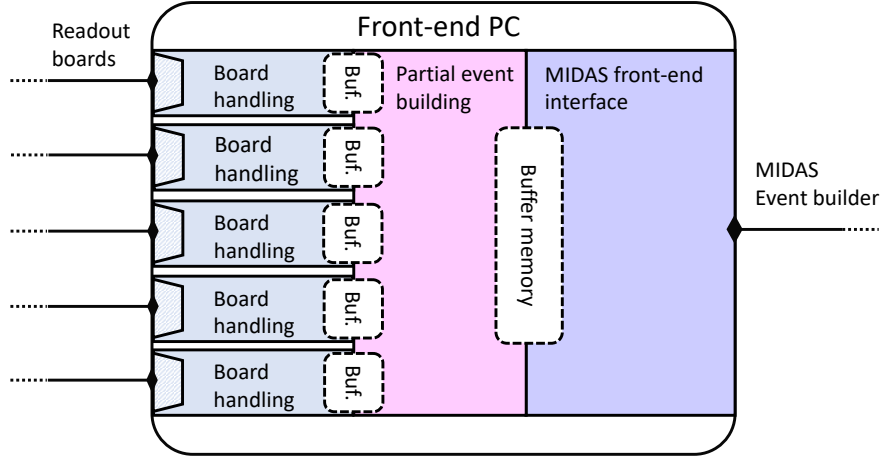 Front-end PC
Readout
boards
Board
handling
Buf.
Board
handling
Buf.
Board
handling
Buf.
Board
handling
Buf.
Board
handling
Buf.
Partial event
building
Buffer memory
MIDAS front-end
interface
MIDAS
Event builder